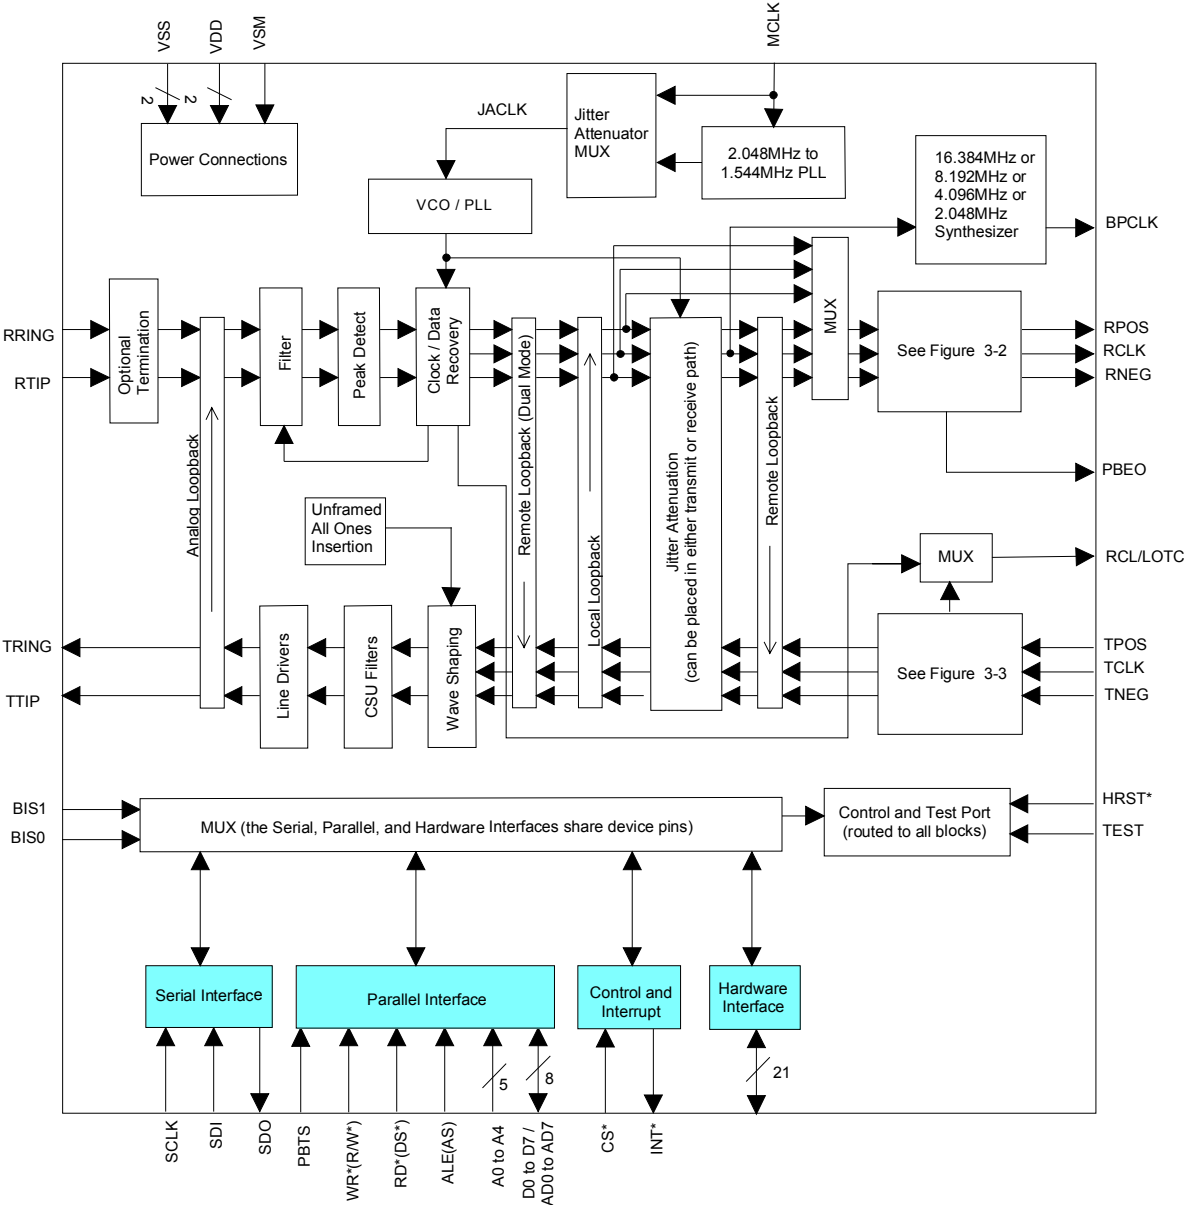 VSS
VDD
VSM
MCLK
2
2
Power Connections
JACLK
Jitter
Attenuator
MUX
2.048MHz to
1.544MHz PLL
16.384MHz or
8.192MHz or
4.096MHz or
2.048MHz
Synthesizer
BPCLK
VCO / PLL
RRING
RTIP
Optional
Termination
Analog Loopback
Filter
Peak Detect
Clock / Data
Recovery
Remote Loopback (Dual Mode)
Local Loopback
Jitter Attenuation
(can be placed in either transmit or receive path)
Remote Loopback
MUX
See Figure 3-2
RPOS
RCLK
RNEG
PBEO
Unframed
All Ones
Insertion
MUX
RCL/LOTC
TRING
TTIP
Line Drivers
CSU Filters
Wave Shaping
See Figure 3-3
TPOS
TCLK
TNEG
BIS1
BIS0
MUX (the Serial, Parallel, and Hardware Interfaces share device pins)
Control and Test Port
(routed to all blocks)
HRST*
TEST
Serial Interface
Parallel Interface
Control and
Interrupt
Hardware
Interface
5
8
21
SCLK
SDI
SDO
PBTS
WR*(R/W*)
RD*(DS*)
ALE(AS)
A0 to A4
D0 to D7 /
AD0 to AD7
CS*
INT*